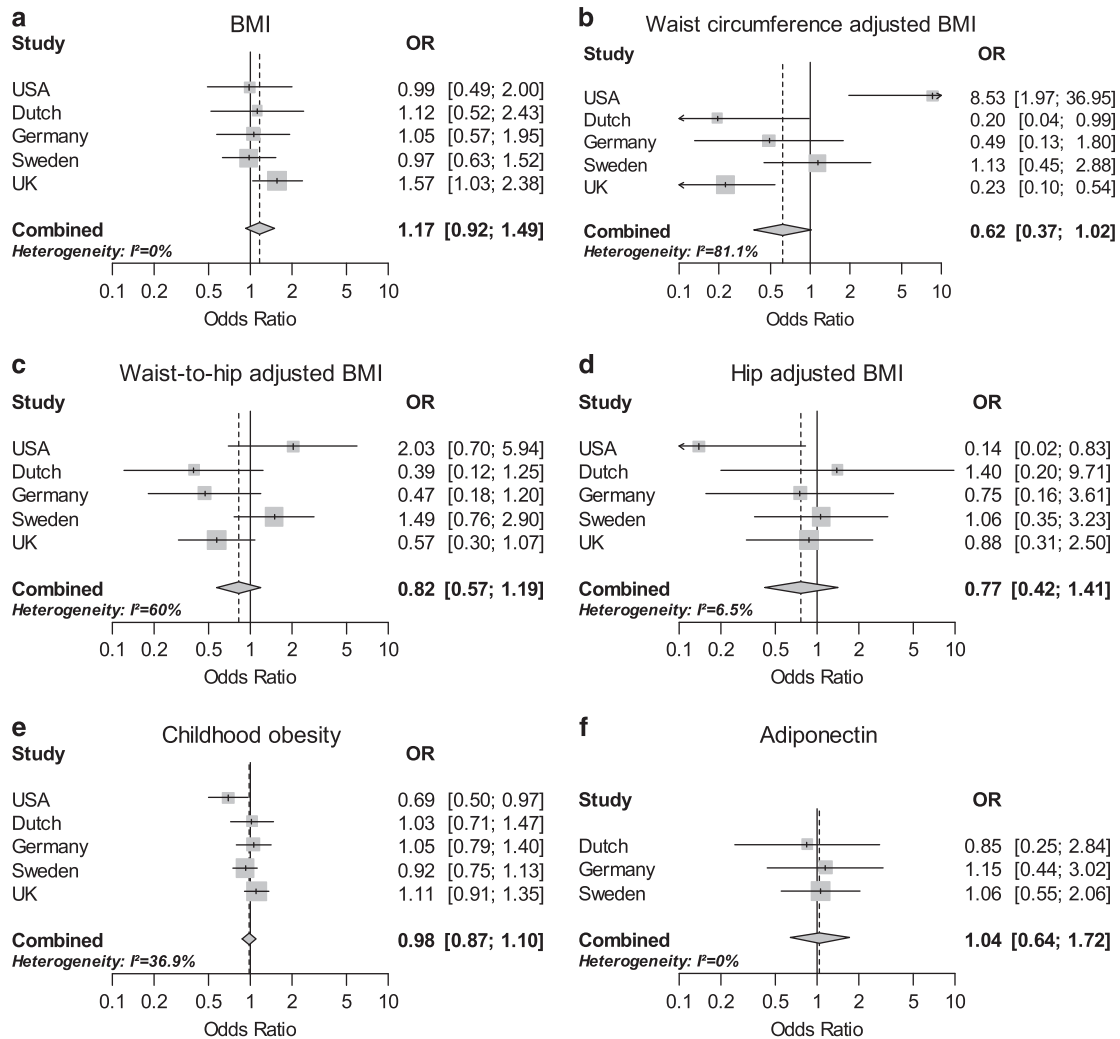 a
BMI
Study OR
USA 0.99 [0.49; 2.00]
Dutch 1.12 [0.52; 2.43]
Germany 1.05 [0.57; 1.95]
Sweden 0.97 [0.63; 1.52]
UK 1.57 [1.03; 2.38]
Combined 1.17 [0.92; 1.49]
Heterogeneity: I²=0%
0.1 0.2 0.5 1 2 5 10
Odds Ratio
b
Waist circumference adjusted BMI
Study OR
USA 8.53 [1.97; 36.95]
Dutch 0.20 [0.04; 0.99]
Germany 0.49 [0.13; 1.80]
Sweden 1.13 [0.45; 2.88]
UK 0.23 [0.10; 0.54]
Combined 0.62 [0.37; 1.02]
Heterogeneity: I²=81.1%
0.1 0.2 0.5 1 2 5 10
Odds Ratio
c
Waist-to-hip adjusted BMI
Study OR
USA 2.03 [0.70; 5.94]
Dutch 0.39 [0.12; 1.25]
Germany 0.47 [0.18; 1.20]
Sweden 1.49 [0.76; 2.90]
UK 0.57 [0.30; 1.07]
Combined 0.82 [0.57; 1.19]
Heterogeneity: I²=60%
0.1 0.2 0.5 1 2 5 10
Odds Ratio
d
Hip adjusted BMI
Study OR
USA 0.14 [0.02; 0.83]
Dutch 1.40 [0.20; 9.71]
Germany 0.75 [0.16; 3.61]
Sweden 1.06 [0.35; 3.23]
UK 0.88 [0.31; 2.50]
Combined 0.77 [0.42; 1.41]
Heterogeneity: I²=6.5%
0.1 0.2 0.5 1 2 5 10
Odds Ratio
e
Childhood obesity
Study OR
USA 0.69 [0.50; 0.97]
Dutch 1.03 [0.71; 1.47]
Germany 1.05 [0.79; 1.40]
Sweden 0.92 [0.75; 1.13]
UK 1.11 [0.91; 1.35]
Combined 0.98 [0.87; 1.10]
Heterogeneity: I²=36.9%
0.1 0.2 0.5 1 2 5 10
Odds Ratio
f
Adiponectin
Study OR
Dutch 0.85 [0.25; 2.84]
Germany 1.15 [0.44; 3.02]
Sweden 1.06 [0.55; 2.06]
Combined 1.04 [0.64; 1.72]
Heterogeneity: I²=0%
0.1 0.2 0.5 1 2 5 10
Odds Ratio